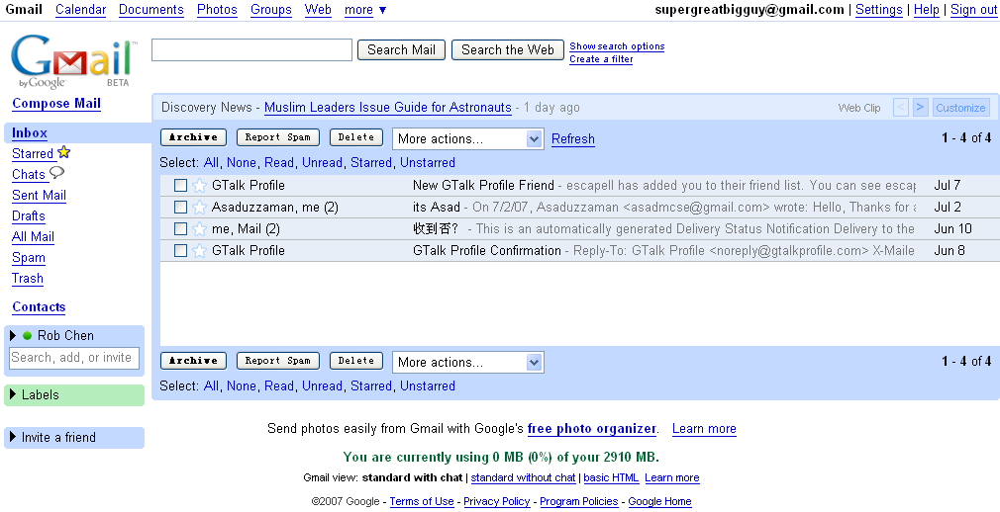 Gmail Calendar Documents Photos Groups Web more ▼ supergreatbigguy@gmail.com | Settings | Help | Sign out
Gmail by Google BETA ™
Search Mail Search the Web Show search options
Create a filter
Compose Mail
Inbox
Starred
Chats
Sent Mail
Drafts
All Mail
Spam
Trash
Contacts
Rob Chen
Search, add, or invite
Labels
Invite a friend
Discovery News - Muslim Leaders Issue Guide for Astronauts - 1 day ago Web Clip < > Customize
Archive Report Spam Delete More actions... Refresh 1 - 4 of 4
Select: All, None, Read, Unread, Starred, Unstarred
GTalk Profile New GTalk Profile Friend - escapell has added you to their friend list. You can see escap Jul 7
Asaduzzaman, me (2) its Asad - On 7/2/07, Asaduzzaman <asadmcse@gmail.com> wrote: Hello, Thanks for a Jul 2
me, Mail (2) 收到否? - This is an automatically generated Delivery Status Notification Delivery to the Jun 10
GTalk Profile GTalk Profile Confirmation - Reply-To: GTalk Profile <noreply@gtalkprofile.com> X-Maile Jun 8
Archive Report Spam Delete More actions... 1 - 4 of 4
Select: All, None, Read, Unread, Starred, Unstarred
Send photos easily from Gmail with Google's free photo organizer. Learn more
You are currently using 0 MB (0%) of your 2910 MB.
Gmail view: standard with chat | standard without chat | basic HTML Learn more
©2007 Google - Terms of Use - Privacy Policy - Program Policies - Google Home